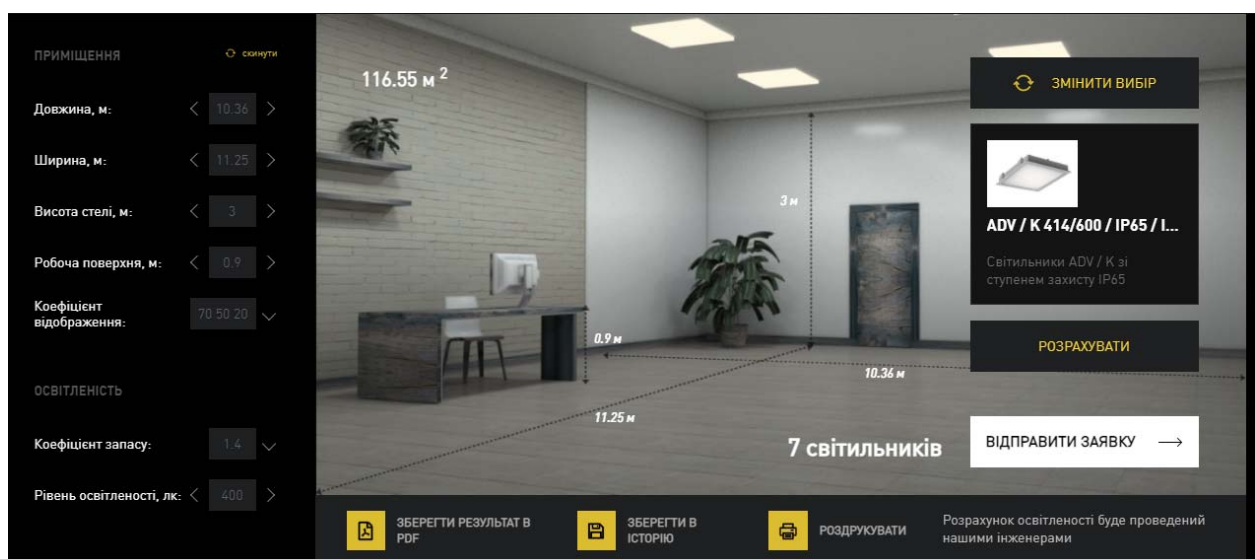 ПРИМІЩЕННЯ
скинути
Довжина, м:
10.36
Ширина, м:
11.25
Висота стелі, м:
3
Робоча поверхня, м:
0.9
Коефіцієнт
відображення:
70 50 20
ОСВІТЛЕНІСТЬ
Коефіцієнт запасу:
1.4
Рівень освітленості, лк:
400
116.55 м 2
3 м
0.9 м
10.36 м
11.25 м
7 світильників
ЗМІНИТИ ВИБІР
ADV / K 414/600 / IP65 / I...
Світильники ADV / K зі
ступенем захисту IP65
РОЗРАХУВАТИ
ВІДПРАВИТИ ЗАЯВКУ
ЗБЕРЕГТИ РЕЗУЛЬТАТ В
PDF
ЗБЕРЕГТИ В
ІСТОРІЮ
РОЗДРУКУВАТИ
Розрахунок освітленості буде проведений
нашими інженерами